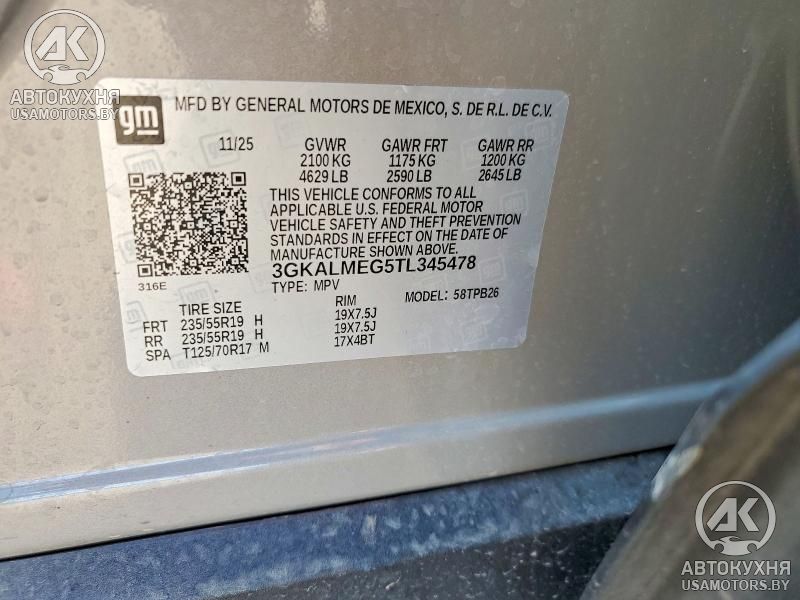 АК
АВТОКУХНЯ
USAMOTORS.BY
gm
MFD BY GENERAL MOTORS DE MEXICO, S. DE R.L. DE C.V.
11/25 GVWR GAWR FRT GAWR RR
2100 KG 1175 KG 1200 KG
4629 LB 2590 LB 2645 LB
THIS VEHICLE CONFORMS TO ALL
APPLICABLE U.S. FEDERAL MOTOR
VEHICLE SAFETY AND THEFT PREVENTION
STANDARDS IN EFFECT ON THE DATE OF
MANUFACTURE SHOWN ABOVE.
3GKALMEG5TL345478
316E
TYPE: MPV MODEL: 58TPB26
TIRE SIZE RIM
FRT 235/55R19 H 19X7.5J
RR 235/55R19 H 19X7.5J
SPA T125/70R17 M 17X4BT
АК
АВТОКУХНЯ
USAMOTORS.BY